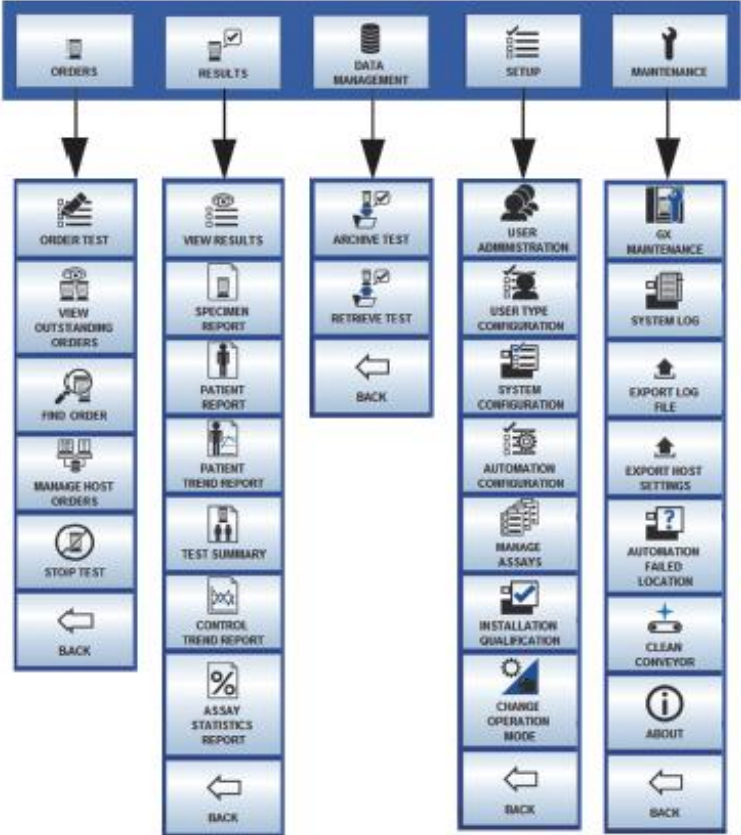 ORDERS
RESULTS
DATA
MANAGEMENT
SETUP
MAINTENANCE
ORDER TEST
VIEW
OUTSTANDING
ORDERS
FIND ORDER
MANAGE HOST
ORDERS
STOIP TEST
BACK
VIEW RESULTS
SPECIMEN
REPORT
PATIENT
REPORT
PATIENT
TREND REPORT
TEST SUMMARY
CONTROL
TREND REPORT
ASSAY
STATISTICS
REPORT
BACK
ARCHIVE TEST
RETRIEVE TEST
BACK
USER
ADMINISTRATION
USER TYPE
CONFIGURATION
SYSTEM
CONFIGURATION
AUTOMATION
CONFIGURATION
MANAGE
ASSAYS
INSTALLATION
QUALIFICATION
CHANGE
OPERATION
MODE
BACK
GX
MAINTENANCE
SYSTEM LOG
EXPORT LOG
FILE
EXPORT HOST
SETTINGS
AUTOMATION
FAILED
LOCATION
CLEAN
CONVEYOR
ABOUT
BACK